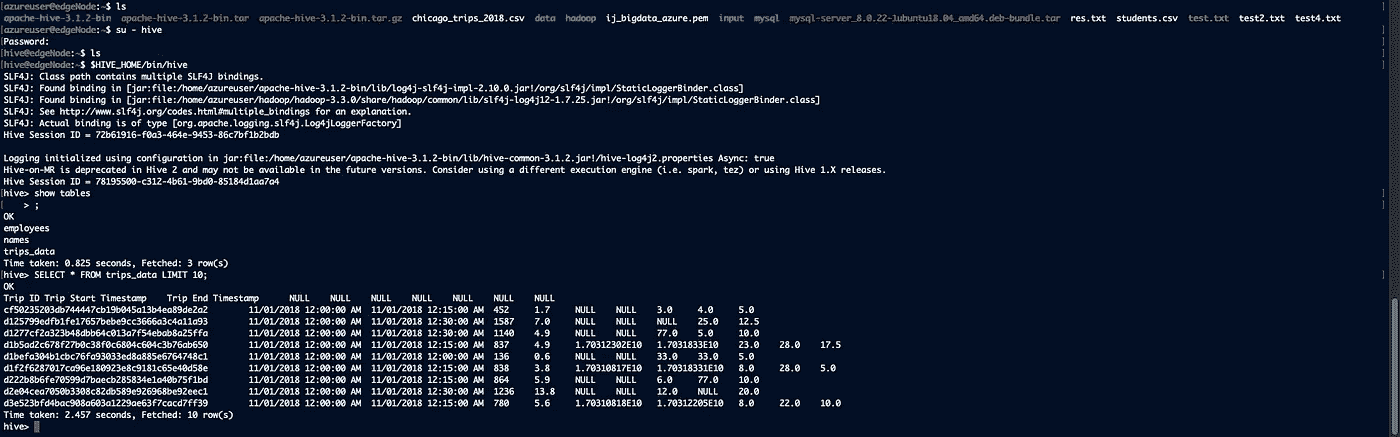 [azureuser@edgeNode:~$ ls
apache-hive-3.1.2-bin apache-hive-3.1.2-bin.tar apache-hive-3.1.2-bin.tar.gz chicago_trips_2018.csv data hadoop ij_bigdata_azure.pem input mysql mysql-server_8.0.22-1ubuntu18.04_amd64.deb-bundle.tar res.txt students.csv test.txt test2.txt test4.txt
[azureuser@edgeNode:~$ su - hive
Password:
[hive@edgeNode:~$ ls
[hive@edgeNode:~$ $HIVE_HOME/bin/hive
SLF4J: Class path contains multiple SLF4J bindings.
SLF4J: Found binding in [jar:file:/home/azureuser/apache-hive-3.1.2-bin/lib/log4j-slf4j-impl-2.10.0.jar!/org/slf4j/impl/StaticLoggerBinder.class]
SLF4J: Found binding in [jar:file:/home/azureuser/hadoop/hadoop-3.3.0/share/hadoop/common/lib/slf4j-log4j12-1.7.25.jar!/org/slf4j/impl/StaticLoggerBinder.class]
SLF4J: See http://www.slf4j.org/codes.html#multiple_bindings for an explanation.
SLF4J: Actual binding is of type [org.apache.logging.slf4j.Log4jLoggerFactory]
Hive Session ID = 72b61916-f0a3-464e-9453-86c7bf1b2bdb
Logging initialized using configuration in jar:file:/home/azureuser/apache-hive-3.1.2-bin/lib/hive-common-3.1.2.jar!/hive-log4j2.properties Async: true
Hive-on-MR is deprecated in Hive 2 and may not be available in the future versions. Consider using a different execution engine (i.e. spark, tez) or using Hive 1.X releases.
Hive Session ID = 78195500-c312-4b61-9bd0-85184d1aa7a4
[hive> show tables
[    > ;
OK
employees
names
trips_data
Time taken: 0.825 seconds, Fetched: 3 row(s)
[hive> SELECT * FROM trips_data LIMIT 10;
OK
Trip ID Trip Start Timestamp Trip End Timestamp NULL NULL NULL NULL NULL NULL NULL
cf50235203db744447cb19b045a13b4ea89de2a2 11/01/2018 12:00:00 AM 11/01/2018 12:15:00 AM 452 1.7 NULL NULL 3.0 4.0 5.0
d125799edfb1fe17657bebe9cc3666a3c4a11a93 11/01/2018 12:00:00 AM 11/01/2018 12:30:00 AM 1587 7.0 NULL NULL NULL 25.0 12.5
d1277cf2a323b48dbb64c013a7f54ebab8a25ffa 11/01/2018 12:00:00 AM 11/01/2018 12:30:00 AM 1140 4.9 NULL NULL 77.0 5.0 10.0
d1b5ad2c678f27b0c38f0c6804c604c3b76ab650 11/01/2018 12:00:00 AM 11/01/2018 12:15:00 AM 837 4.9 1.70312302E10 1.7031833E10 23.0 28.0 17.5
d1befa304b1cbc76fa93033ed8a885e6764748c1 11/01/2018 12:00:00 AM 11/01/2018 12:00:00 AM 136 0.6 NULL NULL 33.0 33.0 5.0
d1f2f6287017ca96e180923e8c9181c65e40d58e 11/01/2018 12:00:00 AM 11/01/2018 12:15:00 AM 838 3.8 1.70310817E10 1.70318331E10 8.0 28.0 5.0
d222b8b6fe70599d7baecb285834e1a40b75f1bd 11/01/2018 12:00:00 AM 11/01/2018 12:15:00 AM 864 5.9 NULL NULL 6.0 77.0 10.0
d2e04cea7050b3308c82db589e926968be92eec1 11/01/2018 12:00:00 AM 11/01/2018 12:30:00 AM 1236 13.8 NULL NULL 12.0 NULL 20.0
d3e523bfd4bac908a603a1229ae63f7cacd7ff39 11/01/2018 12:00:00 AM 11/01/2018 12:15:00 AM 780 5.6 1.70310818E10 1.70312205E10 8.0 22.0 10.0
Time taken: 2.457 seconds, Fetched: 10 row(s)
hive>